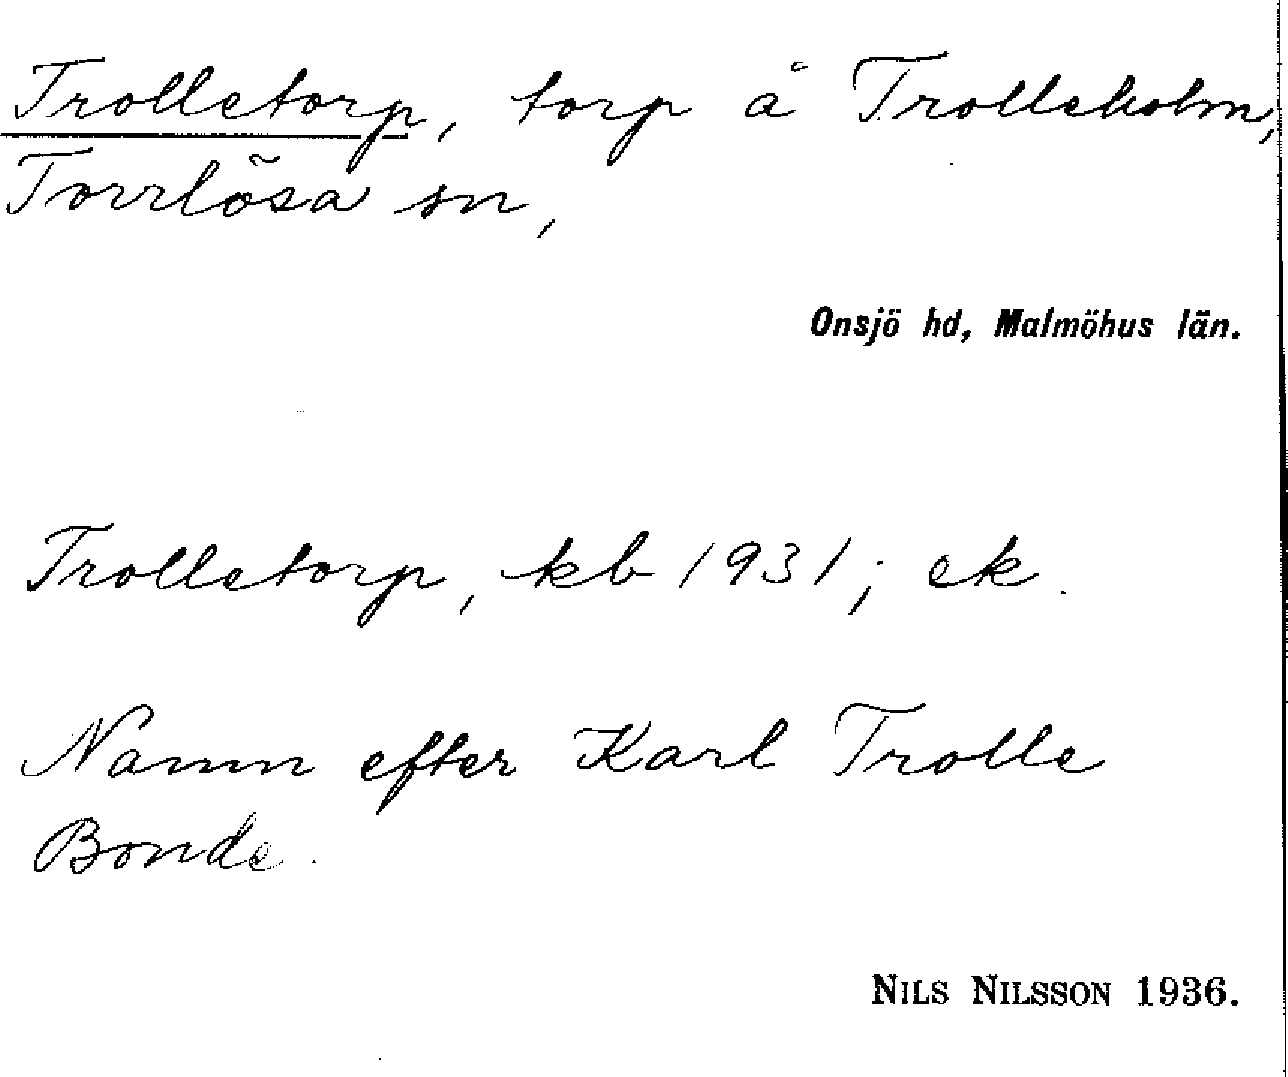 Trolletorp, torp å Trolleholm,
Torrlösa sn,
Onsjö hd, Malmöhus län.
Trolletorp, kb 1931; ek.
Namn efter Karl Trolle
Bonde.
NILS NILSSON 1936.